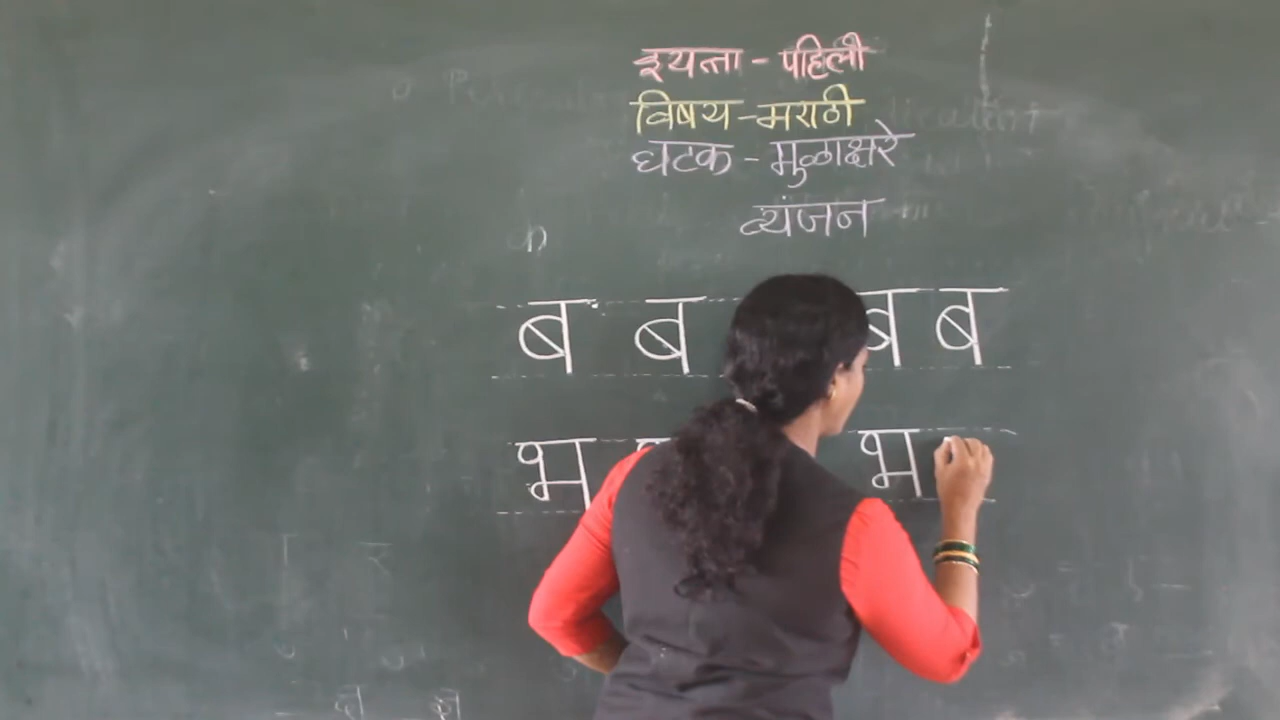 इयत्ता - पहिली
विषय - मराठी
घटक - मुळाक्षरे
व्यंजन
ब ब ब ब
भ भ